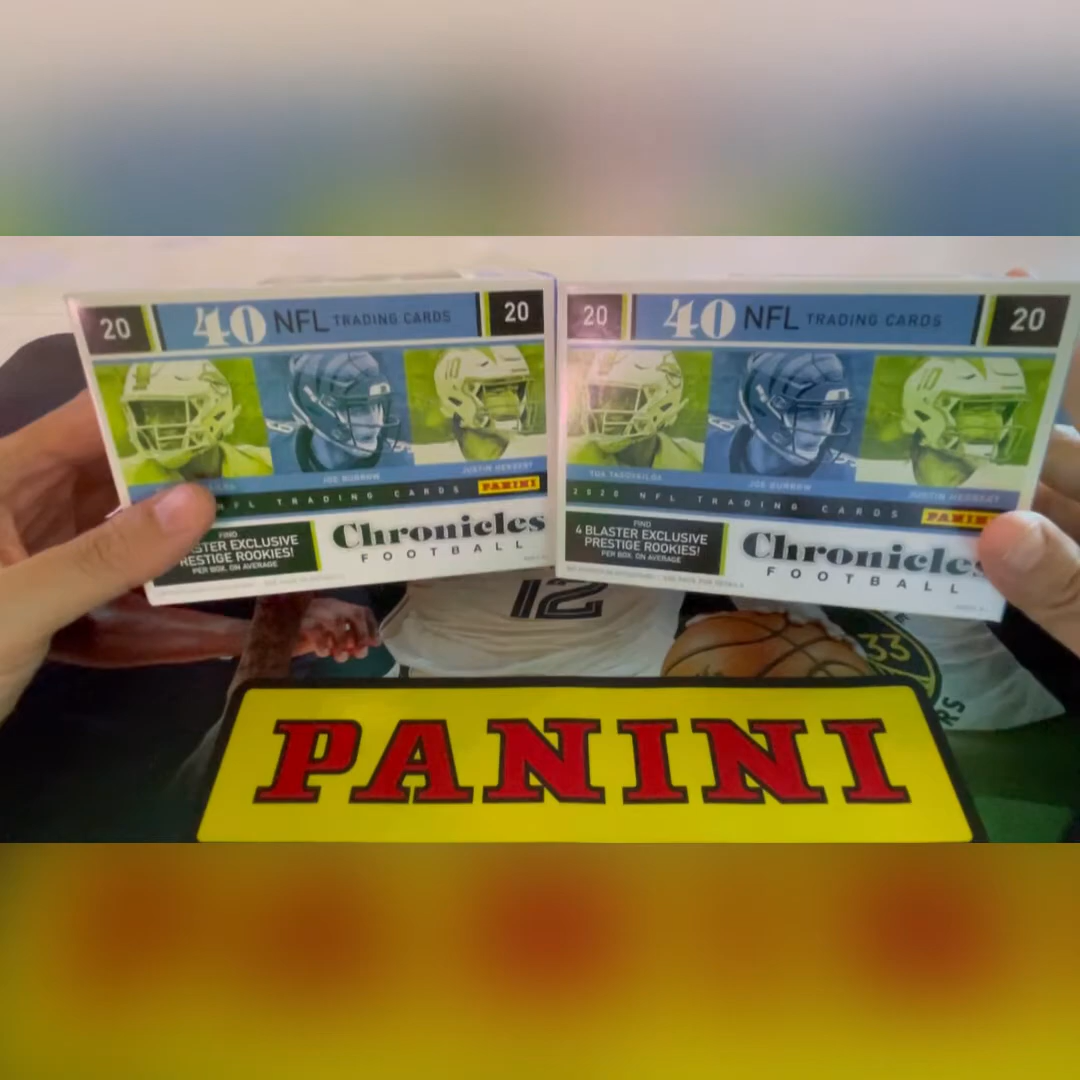 20 40 NFL TRADING CARDS 20
JOE BURROW JUSTIN HERBERT
NFL TRADING CARDS PANINI
FIND
EXCLUSIVE
PRESTIGE ROOKIES!
PER BOX, ON AVERAGE
Chronicles
FOOTBALL
20 40 NFL TRADING CARDS 20
TUA TAGOVAILOA JOE BURROW JUSTIN HERBERT
2020 NFL TRADING CARDS PANINI
FIND
4 BLASTER EXCLUSIVE
PRESTIGE ROOKIES!
PER BOX, ON AVERAGE
Chronicles
FOOTBALL
12
33
PANINI